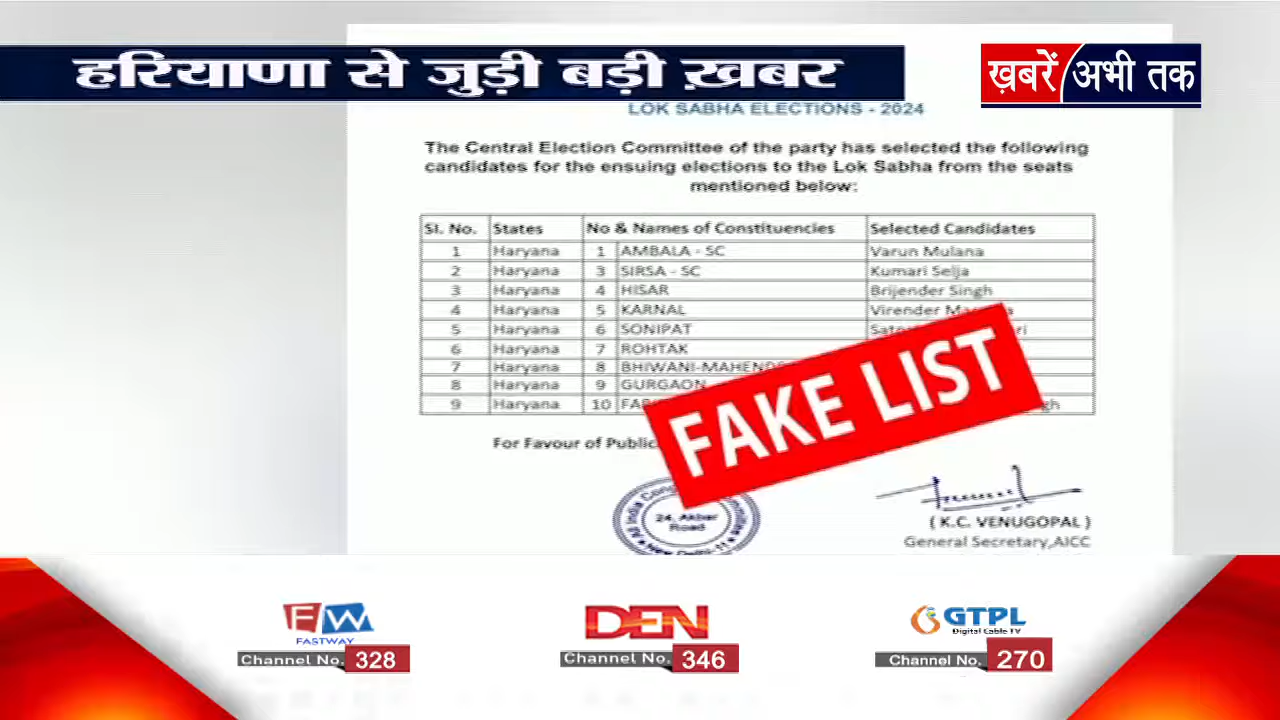 हरियाणा से जुड़ी बड़ी ख़बर
ख़बरें अभी तक
LOK SABHA ELECTIONS - 2024
The Central Election Committee of the party has selected the following
candidates for the ensuing elections to the Lok Sabha from the seats
mentioned below:
Sl. No. States No & Names of Constituencies Selected Candidates
1 Haryana 1 AMBALA - SC Varun Mulana
2 Haryana 3 SIRSA - SC Kumari Selja
3 Haryana 4 HISAR Brijender Singh
4 Haryana 5 KARNAL Virender
5 Haryana 6 SONIPAT
6 Haryana 7 ROHTAK
7 Haryana 8
8 Haryana 9 GURGAON
9 Haryana 10
FAKE LIST
For Favour of
24, Akbar
Road
New Delhi-11
( K.C. VENUGOPAL )
General Secretary,AICC
FW
FASTWAY
Channel No. 328
DEN
Channel No. 346
GTPL
Digital Cable TV
Channel No. 270